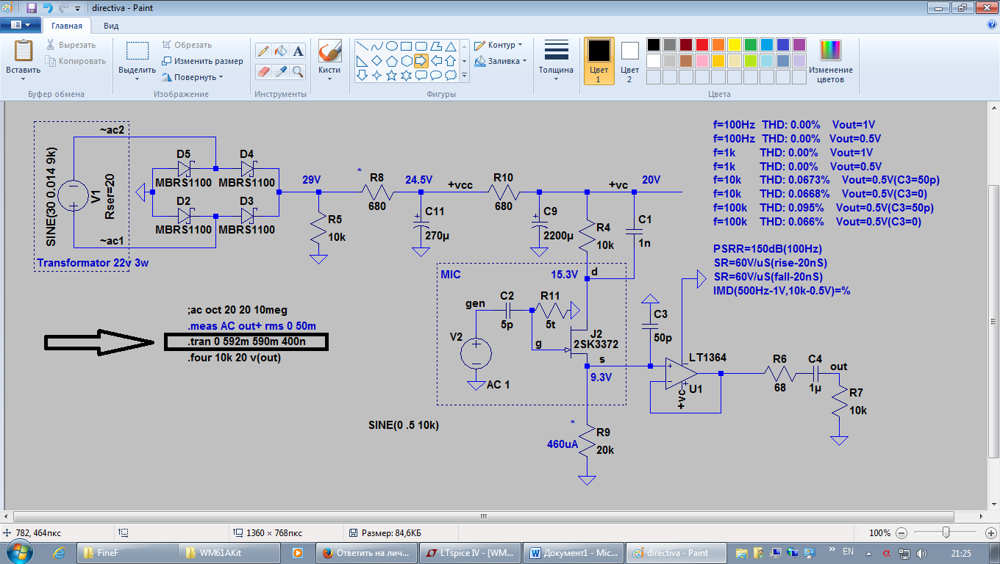 directiva - Paint
Главная Вид
Вставить
Вырезать
Копировать
Буфер обмена
Выделить
Обрезать
Изменить размер
Повернуть
Изображение
A
Инструменты
Кисти
Фигуры
Контур
Заливка
Толщина
Цвет 1
Цвет 2
Изменение цветов
Цвета
~ac2
SINE(30 0.014 9k)
V1
Rser=20
~ac1
Transformator 22v 3w
D5 D4
MBRS1100 MBRS1100
D2 D3
MBRS1100 MBRS1100
29V
R5
10k
*
R8
680
24.5V
C11
270µ
+vcc
R10
680
C9
2200µ
+vc
20V
R4
10k
C1
1n
f=100Hz THD: 0.00% Vout=1V
f=100Hz THD: 0.00% Vout=0.5V
f=1k THD: 0.00% Vout=1V
f=1k THD: 0.00% Vout=0.5V
f=10k THD: 0.0673% Vout=0.5V(C3=50p)
f=10k THD: 0.0668% Vout=0.5V(C3=0)
f=100k THD: 0.095% Vout=0.5V(C3=50p)
f=100k THD: 0.066% Vout=0.5V(C3=0)
PSRR=150dB(100Hz)
SR=60V/uS(rise-20nS)
SR=60V/uS(fall-20nS)
IMD(500Hz-1V,10k-0.5V)=%
MIC
15.3V
d
gen
C2
5p
R11
5t
V2
AC 1
g
J2
2SK3372
s
9.3V
C3
50p
LT1364
U1
+vc
R6
68
C4
1µ
out
R7
10k
;ac oct 20 20 10meg
.meas AC out+ rms 0 50m
.tran 0 592m 590m 400n
.four 10k 20 v(out)
SINE(0 .5 10k)
*
460uA
R9
20k
782, 464пкс
1360 × 768пкс
Размер: 84,6КБ
100%
FineF
WM61AKit
Ответить на лич...
LTspice IV - [WM...
Документ1 - Mic...
directiva - Paint
EN
21:25